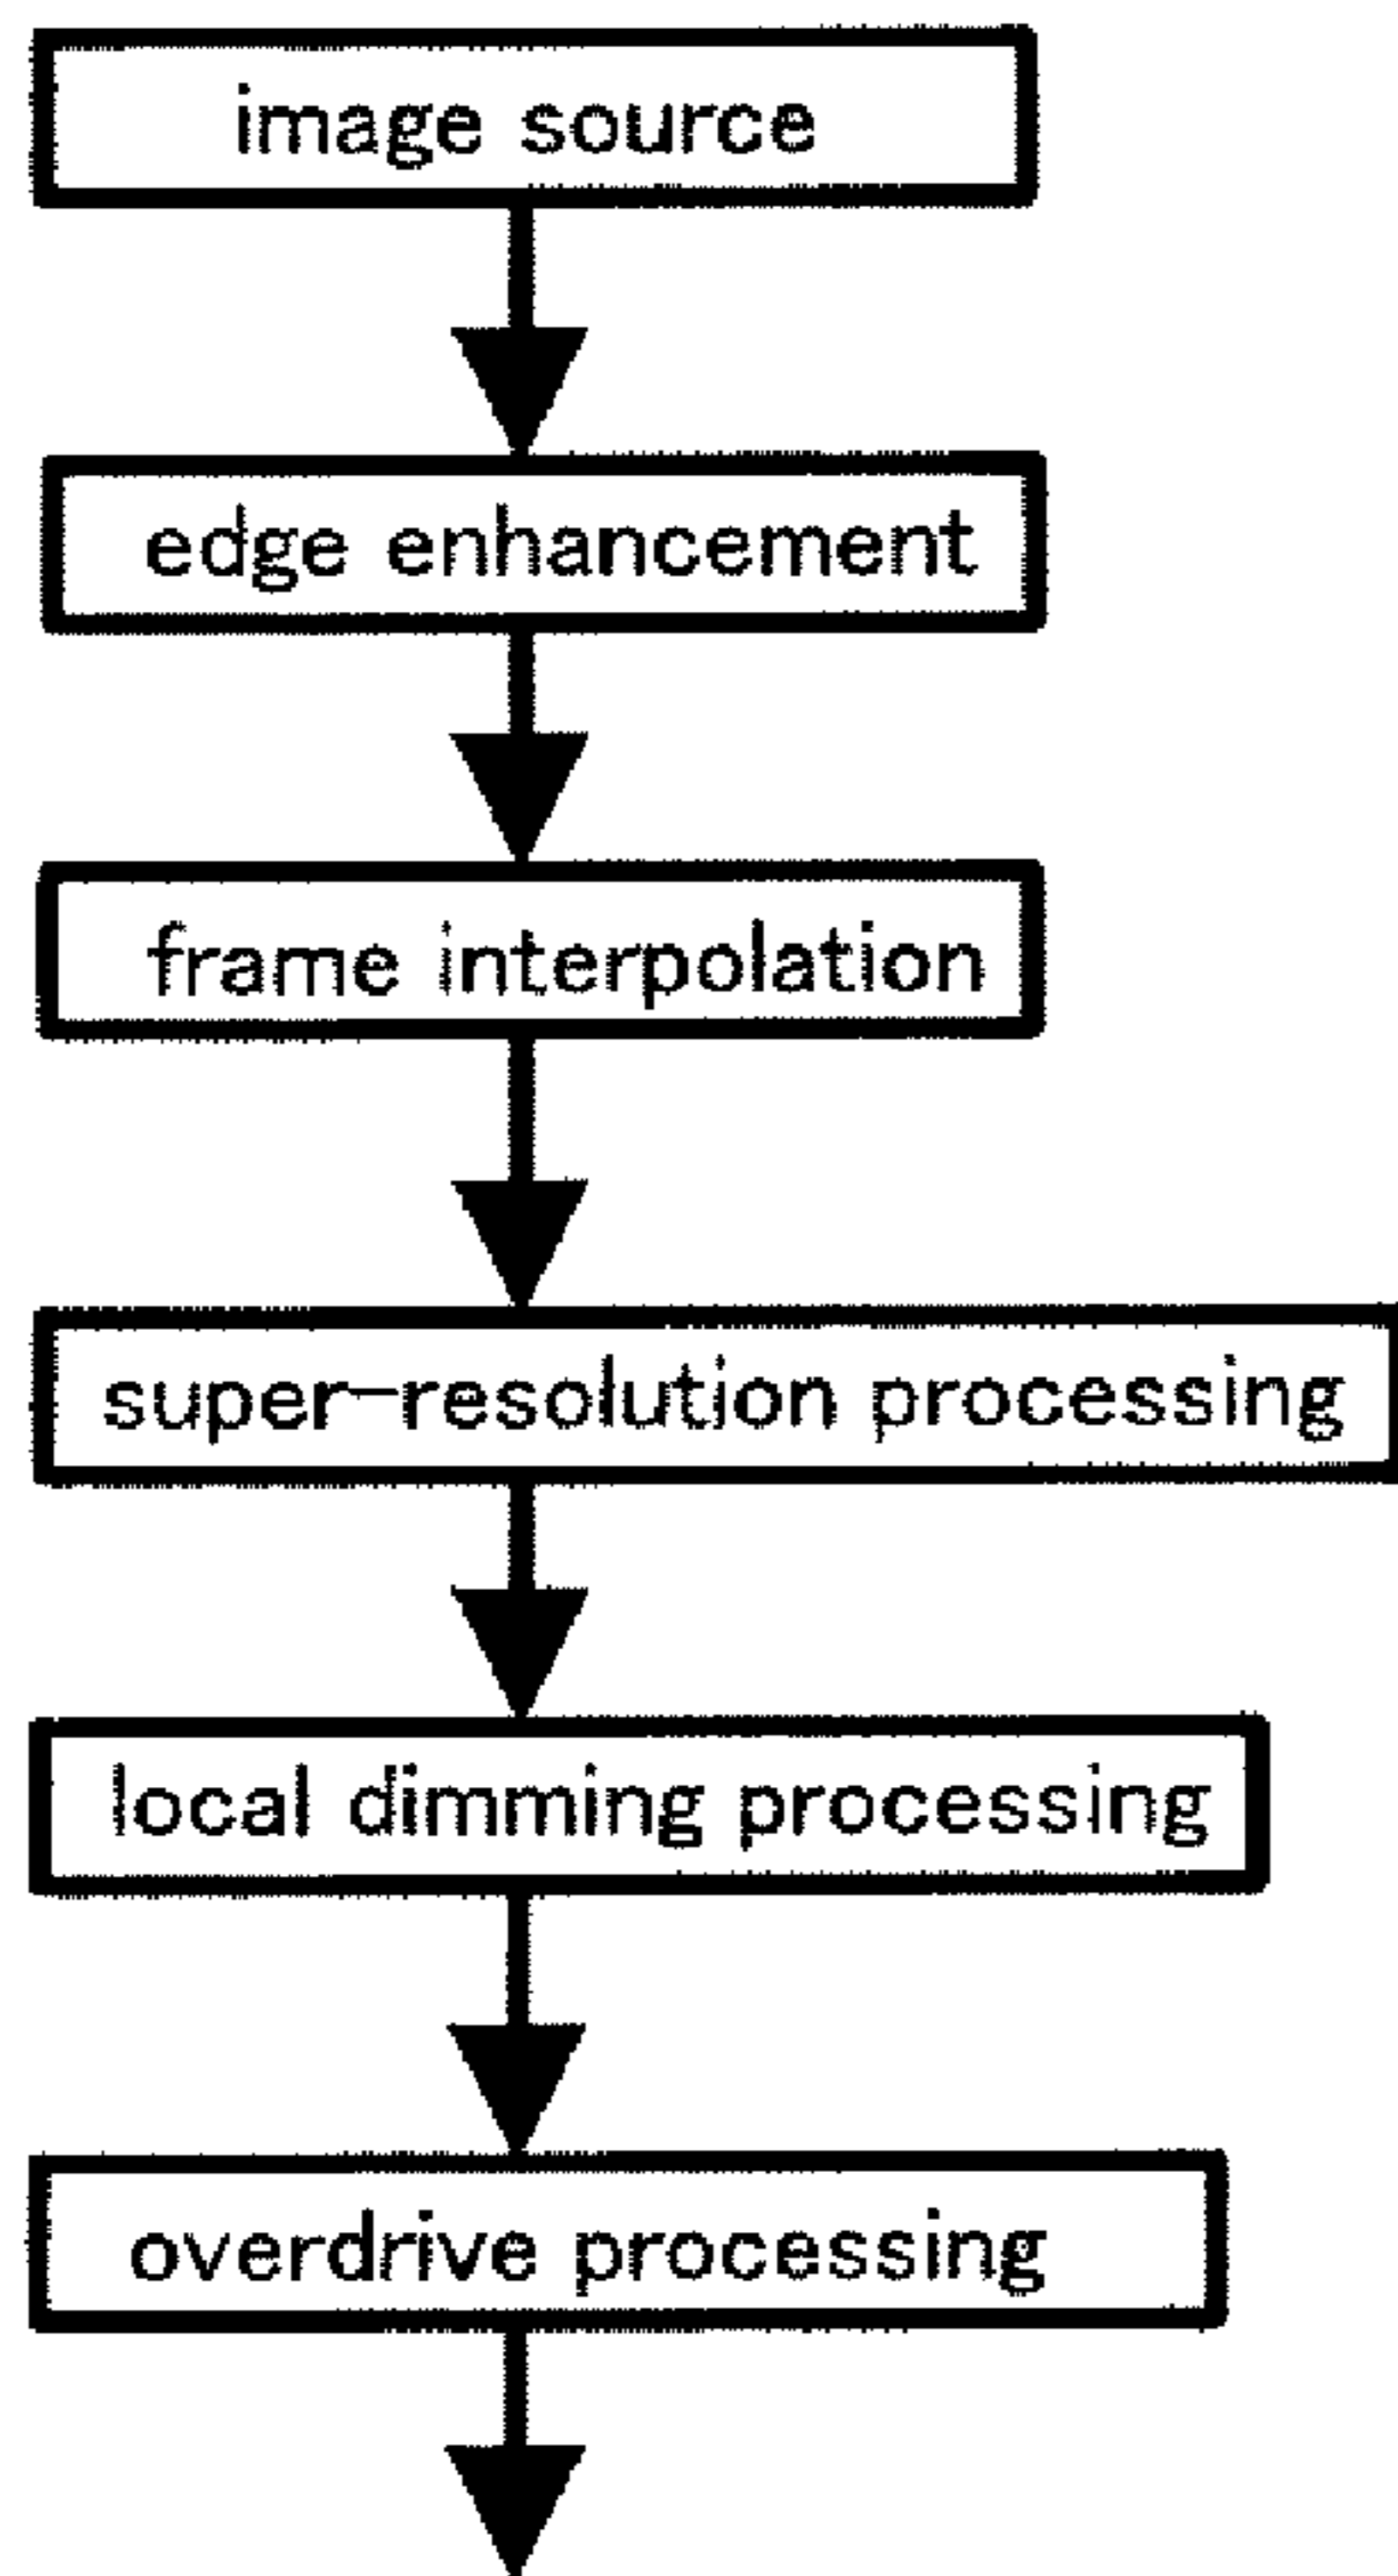 image source
edge enhancement
frame interpolation
super-resolution processing
local dimming processing
overdrive processing